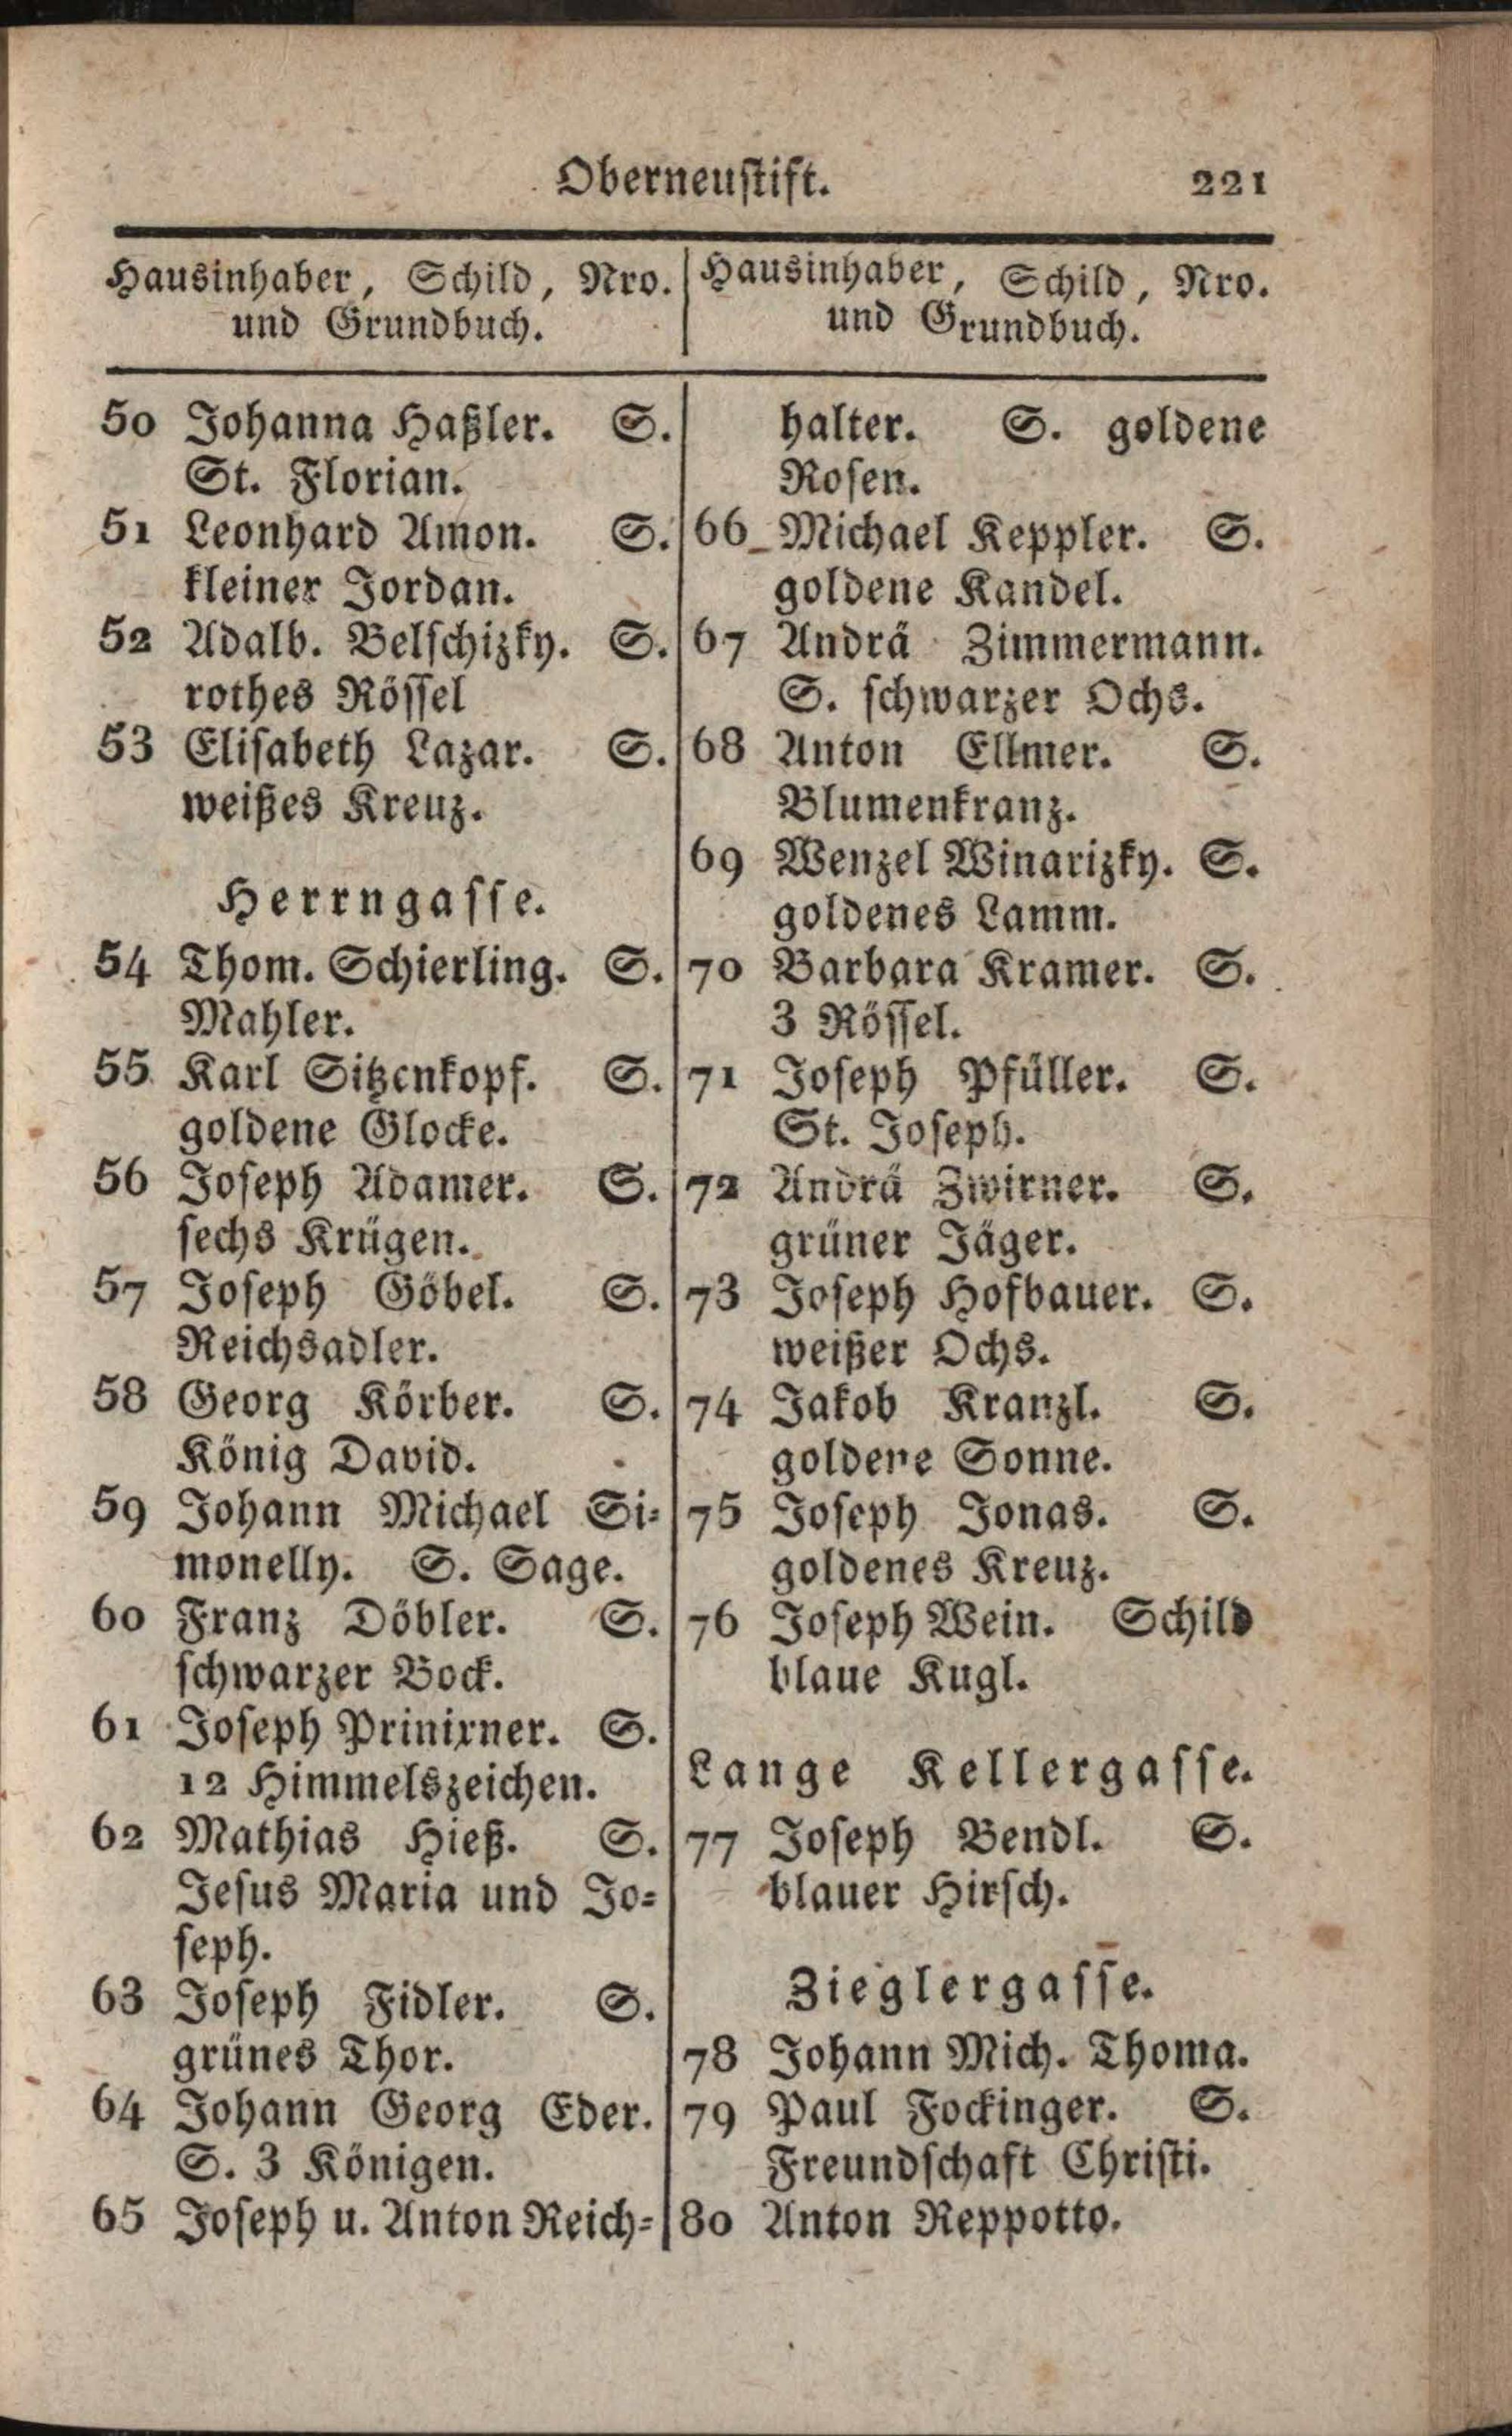 Oberneustift. 221
Hausinhaber, Schild, Nro.
und Grundbuch.
50 Johanna Haßler. S.
St. Florian.
51 Leonhard Amon. S.
kleiner Jordan.
52 Adalb. Belschizky. S.
rothes Rössel
53 Elisabeth Lazar. S.
weißes Kreuz.
Herrngasse.
54 Thom. Schierling. S.
Mahler.
55 Karl Sitzenkopf. S.
goldene Glocke.
56 Joseph Adamer. S.
sechs Krügen.
57 Joseph Göbel. S.
Reichsadler.
58 Georg Körber. S.
König David.
59 Johann Michael Si-
monelly. S. Sage.
60 Franz Döbler. S.
schwarzer Bock.
61 Joseph Prinixner. S.
12 Himmelszeichen.
62 Mathias Hieß. S.
Jesus Maria und Jo-
seph.
63 Joseph Fidler. S.
grünes Thor.
64 Johann Georg Eder.
S. 3 Königen.
65 Joseph u. Anton Reich-
Hausinhaber, Schild, Nro.
und Grundbuch.
halter. S. goldene
Rosen.
66 Michael Keppler. S.
goldene Kandel.
67 Andrä Zimmermann.
S. schwarzer Ochs.
68 Anton Ellmer. S.
Blumenkranz.
69 Wenzel Winarizky. S.
goldenes Lamm.
70 Barbara Kramer. S.
3 Rössel.
71 Joseph Pfüller. S.
St. Joseph.
72 Andrä Zwirner. S.
grüner Jäger.
73 Joseph Hofbauer. S.
weißer Ochs.
74 Jakob Kranzl. S.
goldene Sonne.
75 Joseph Jonas. S.
goldenes Kreuz.
76 Joseph Wein. Schild
blaue Kugl.
Lange Kellergasse.
77 Joseph Bendl. S.
blauer Hirsch.
Zieglergasse.
78 Johann Mich. Thoma.
79 Paul Fockinger. S.
Freundschaft Christi.
80 Anton Reppotto.